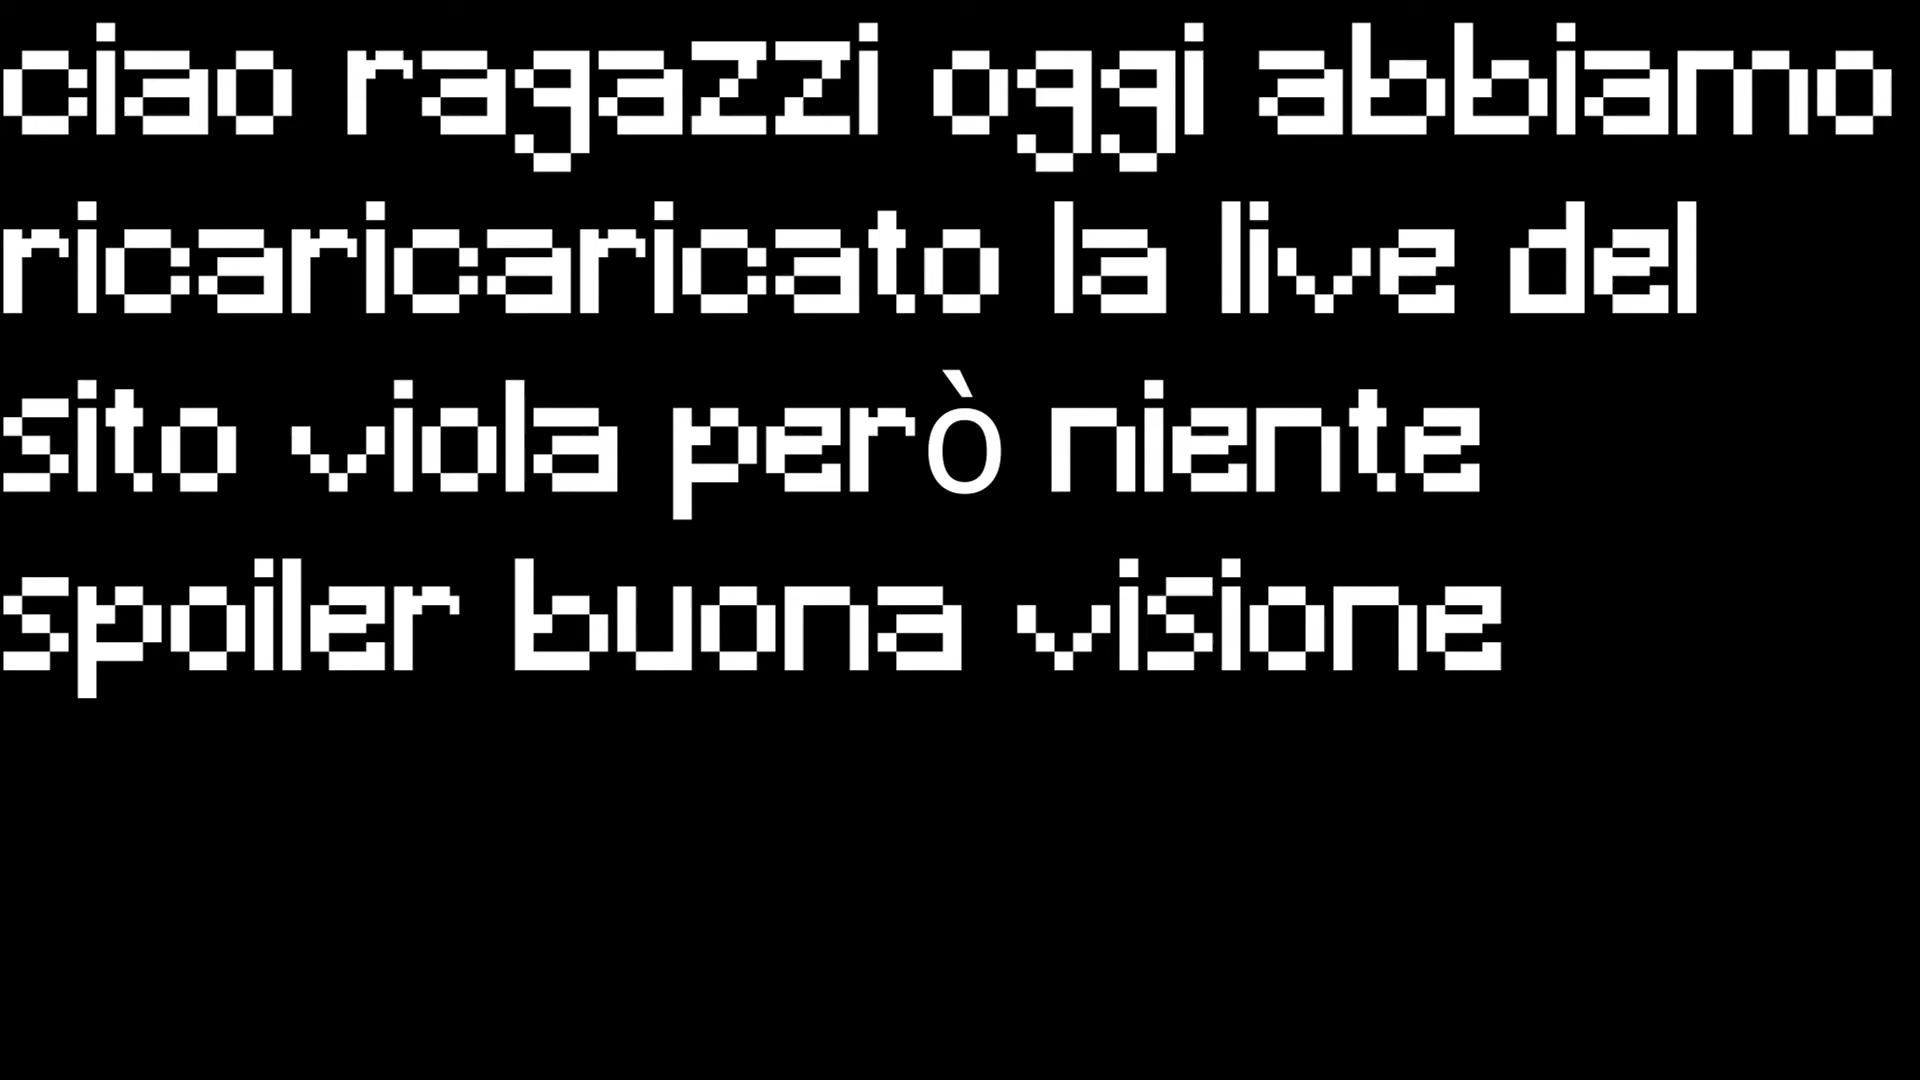 ciao ragazzi oggi abbiamo
ricaricaricato la live del
sito viola però niente
spoiler buona visione